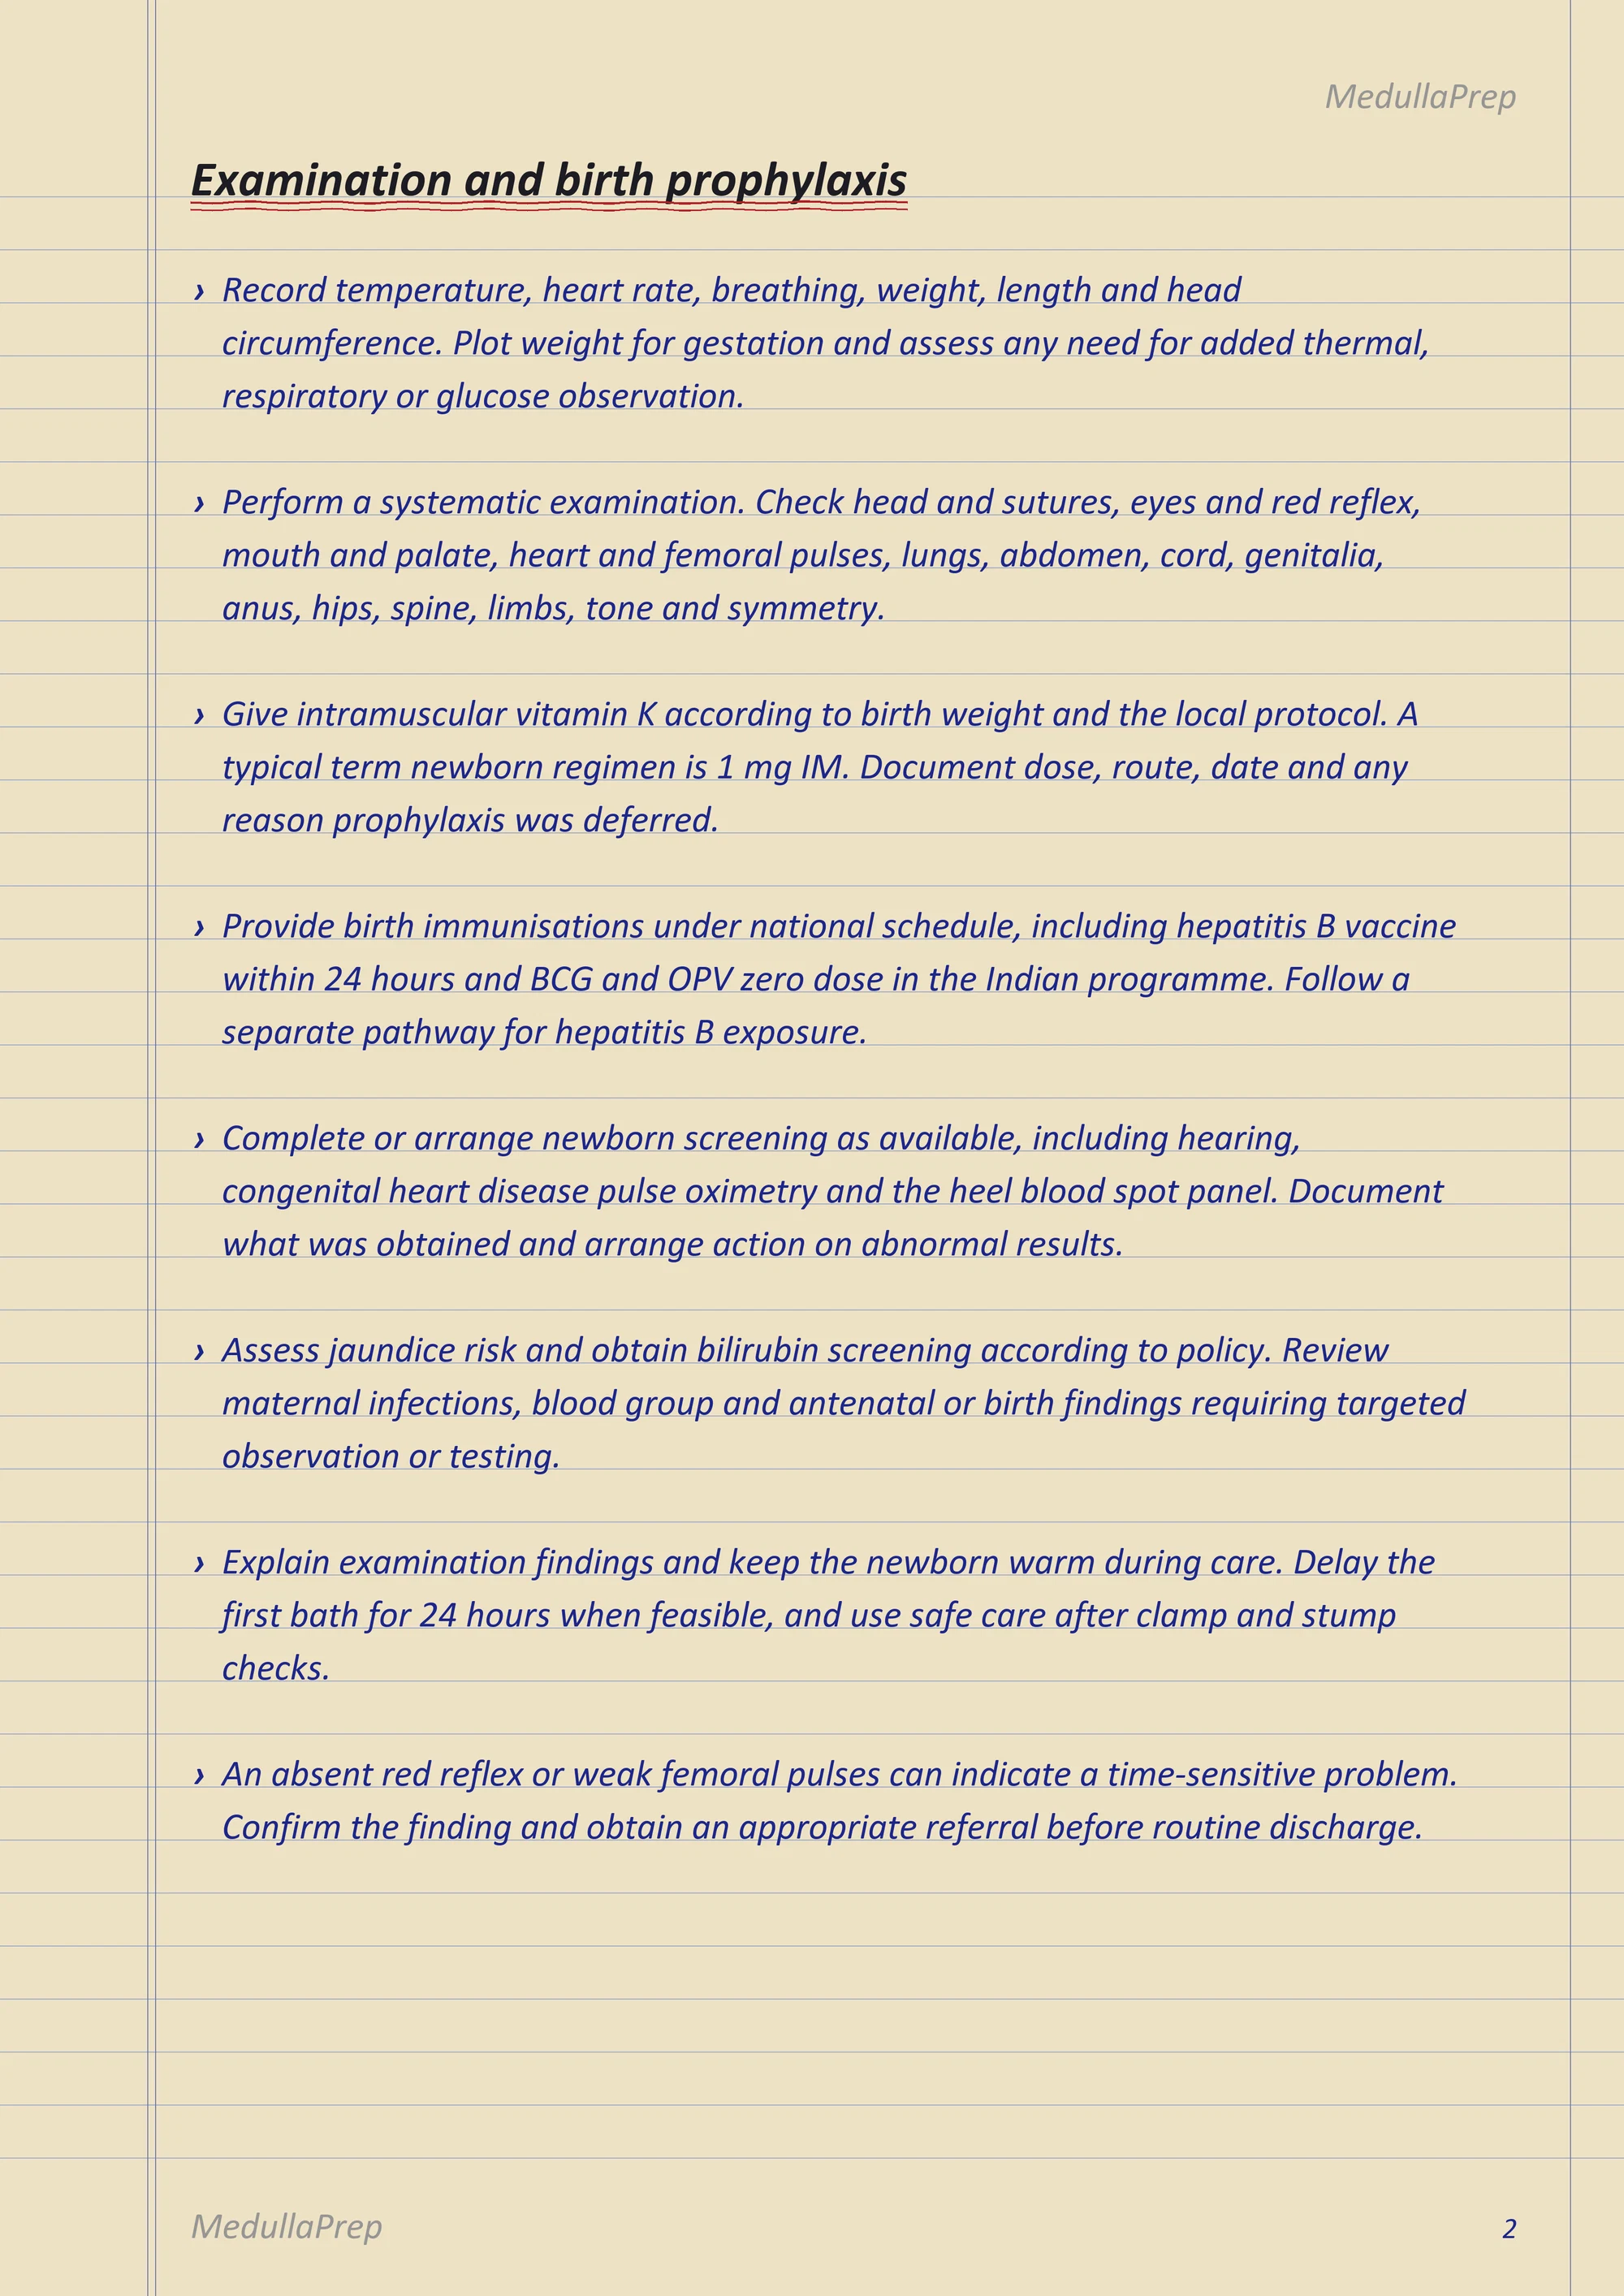 MedullaPrep
Examination and birth prophylaxis
› Record temperature, heart rate, breathing, weight, length and head
circumference. Plot weight for gestation and assess any need for added thermal,
respiratory or glucose observation.
› Perform a systematic examination. Check head and sutures, eyes and red reflex,
mouth and palate, heart and femoral pulses, lungs, abdomen, cord, genitalia,
anus, hips, spine, limbs, tone and symmetry.
› Give intramuscular vitamin K according to birth weight and the local protocol. A
typical term newborn regimen is 1 mg IM. Document dose, route, date and any
reason prophylaxis was deferred.
› Provide birth immunisations under national schedule, including hepatitis B vaccine
within 24 hours and BCG and OPV zero dose in the Indian programme. Follow a
separate pathway for hepatitis B exposure.
› Complete or arrange newborn screening as available, including hearing,
congenital heart disease pulse oximetry and the heel blood spot panel. Document
what was obtained and arrange action on abnormal results.
› Assess jaundice risk and obtain bilirubin screening according to policy. Review
maternal infections, blood group and antenatal or birth findings requiring targeted
observation or testing.
› Explain examination findings and keep the newborn warm during care. Delay the
first bath for 24 hours when feasible, and use safe care after clamp and stump
checks.
› An absent red reflex or weak femoral pulses can indicate a time-sensitive problem.
Confirm the finding and obtain an appropriate referral before routine discharge.
MedullaPrep
2